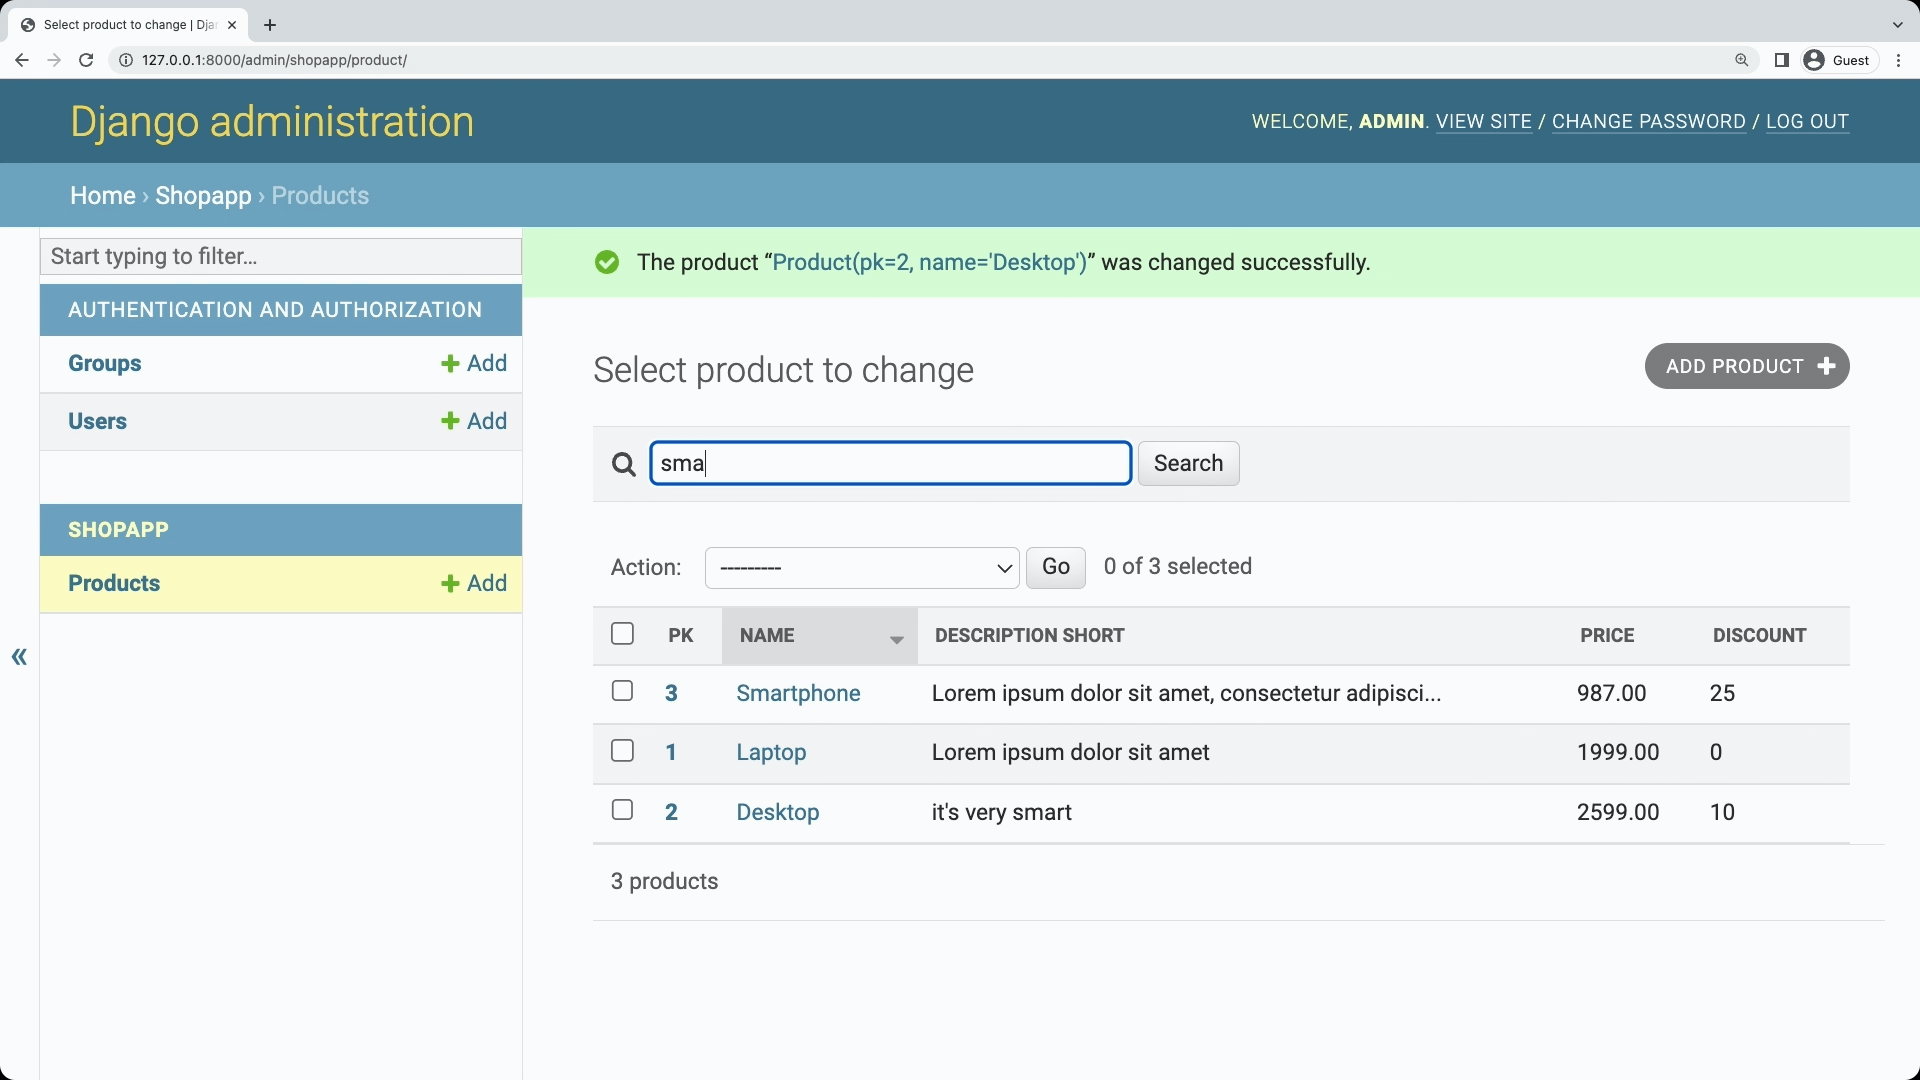 Select product to change | Dja
127.0.0.1:8000/admin/shopapp/product/
Guest
Django administration
WELCOME, ADMIN. VIEW SITE / CHANGE PASSWORD / LOG OUT
Home › Shopapp › Products
Start typing to filter...
The product “Product(pk=2, name='Desktop')” was changed successfully.
AUTHENTICATION AND AUTHORIZATION
Groups + Add
Users + Add
SHOPAPP
Products + Add
«
Select product to change
ADD PRODUCT +
sma
Search
Action: --------- Go 0 of 3 selected
PK NAME DESCRIPTION SHORT PRICE DISCOUNT
3 Smartphone Lorem ipsum dolor sit amet, consectetur adipisci... 987.00 25
1 Laptop Lorem ipsum dolor sit amet 1999.00 0
2 Desktop it's very smart 2599.00 10
3 products